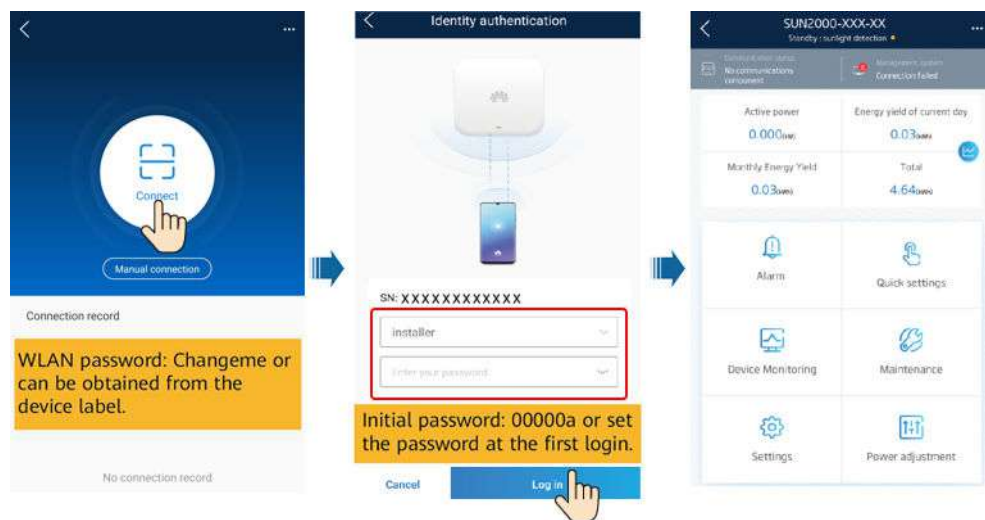 Connect
Manual connection
Connection record
WLAN password: Changeme or
can be obtained from the
device label.
No connection record
Identity authentication
SN: XXXXXXXXXXXX
installer
Enter your password
Initial password: 00000a or set
the password at the first login.
Cancel
Log in
SUN2000-XXX-XX
Standby : sunlight detection
No communications
component
Management system
Connection Failed
Active power
0.000
Energy yield of current day
0.03
Monthly Energy Yield
0.03
Total
4.64
Alarm
Quick settings
Device Monitoring
Maintenance
Settings
Power adjustment